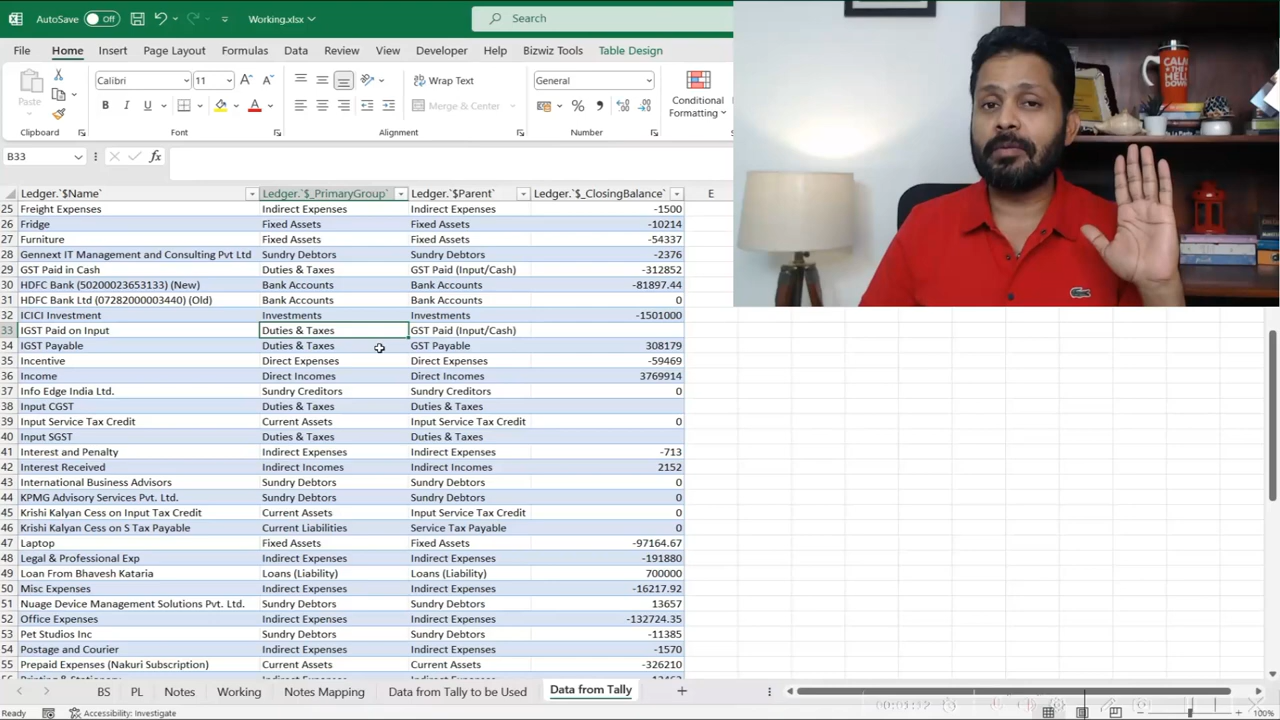 AutoSave Off Working.xlsx Search
File Home Insert Page Layout Formulas Data Review View Developer Help Bizwiz Tools Table Design
Paste
Calibri 11 A A
Wrap Text
General
B I U A
Merge & Center
% ,
Conditional
Formatting
Clipboard Font Alignment Number
B33 fx
Ledger.`$Name` Ledger.`$_PrimaryGroup` Ledger.`$Parent` Ledger.`$_ClosingBalance` E
25 Freight Expenses Indirect Expenses Indirect Expenses -1500
26 Fridge Fixed Assets Fixed Assets -10214
27 Furniture Fixed Assets Fixed Assets -54337
28 Gennext IT Management and Consulting Pvt Ltd Sundry Debtors Sundry Debtors -2376
29 GST Paid in Cash Duties & Taxes GST Paid (Input/Cash) -312852
30 HDFC Bank (50200023653133) (New) Bank Accounts Bank Accounts -81897.44
31 HDFC Bank Ltd (07282000003440) (Old) Bank Accounts Bank Accounts 0
32 ICICI Investment Investments Investments -1501000
33 IGST Paid on Input Duties & Taxes GST Paid (Input/Cash)
34 IGST Payable Duties & Taxes GST Payable 308179
35 Incentive Direct Expenses Direct Expenses -59469
36 Income Direct Incomes Direct Incomes 3769914
37 Info Edge India Ltd. Sundry Creditors Sundry Creditors 0
38 Input CGST Duties & Taxes Duties & Taxes
39 Input Service Tax Credit Current Assets Input Service Tax Credit 0
40 Input SGST Duties & Taxes Duties & Taxes
41 Interest and Penalty Indirect Expenses Indirect Expenses -713
42 Interest Received Indirect Incomes Indirect Incomes 2152
43 International Business Advisors Sundry Debtors Sundry Debtors 0
44 KPMG Advisory Services Pvt. Ltd. Sundry Debtors Sundry Debtors 0
45 Krishi Kalyan Cess on Input Tax Credit Current Assets Input Service Tax Credit 0
46 Krishi Kalyan Cess on S Tax Payable Current Liabilities Service Tax Payable 0
47 Laptop Fixed Assets Fixed Assets -97164.67
48 Legal & Professional Exp Indirect Expenses Indirect Expenses -191880
49 Loan From Bhavesh Kataria Loans (Liability) Loans (Liability) 700000
50 Misc Expenses Indirect Expenses Indirect Expenses -16217.92
51 Nuage Device Management Solutions Pvt. Ltd. Sundry Debtors Sundry Debtors 13657
52 Office Expenses Indirect Expenses Indirect Expenses -132724.35
53 Pet Studios Inc Sundry Debtors Sundry Debtors -11385
54 Postage and Courier Indirect Expenses Indirect Expenses -1570
55 Prepaid Expenses (Nakuri Subscription) Current Assets Current Assets -326210
BS PL Notes Working Notes Mapping Data from Tally to be Used Data from Tally
Ready Accessibility: Investigate 100%
CALM
THE
HELL
DOWN